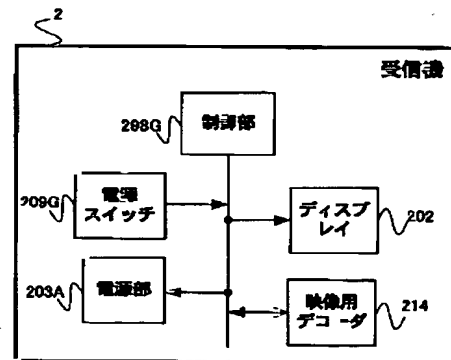 2
受信機
298G
制御部
209G
電源
スイッチ
ディスプ
レイ
202
203A
電源部
映像用
デコーダ
214